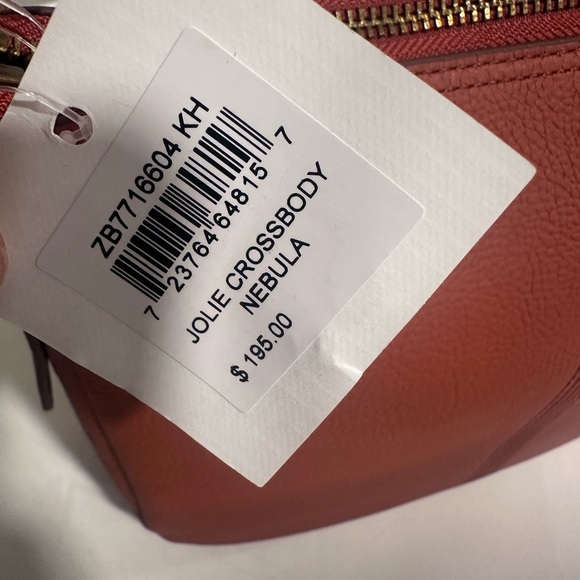 ZB7716604 KH
7 23764 64815 7
JOLIE CROSSBODY
NEBULA
$ 195.00